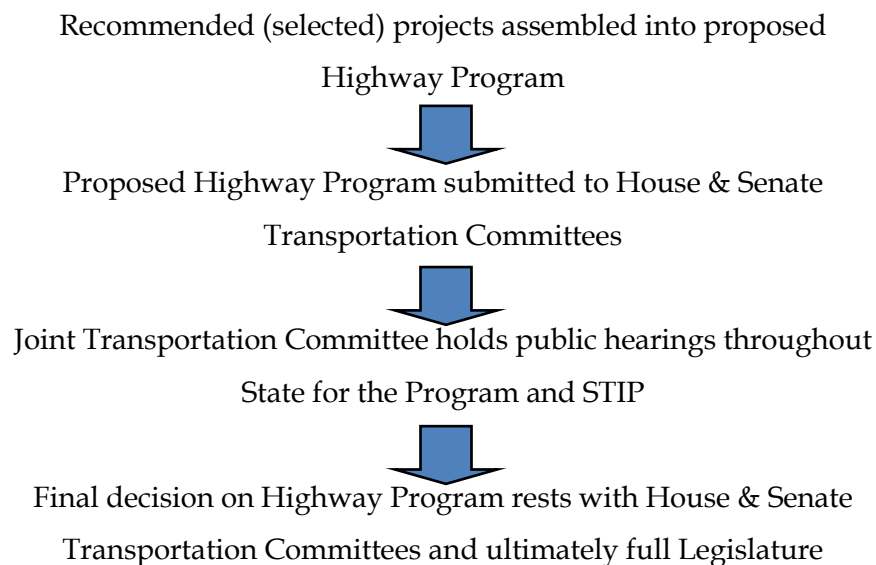 Recommended (selected) projects assembled into proposed
Highway Program
Proposed Highway Program submitted to House & Senate
Transportation Committees
Joint Transportation Committee holds public hearings throughout
State for the Program and STIP
Final decision on Highway Program rests with House & Senate
Transportation Committees and ultimately full Legislature